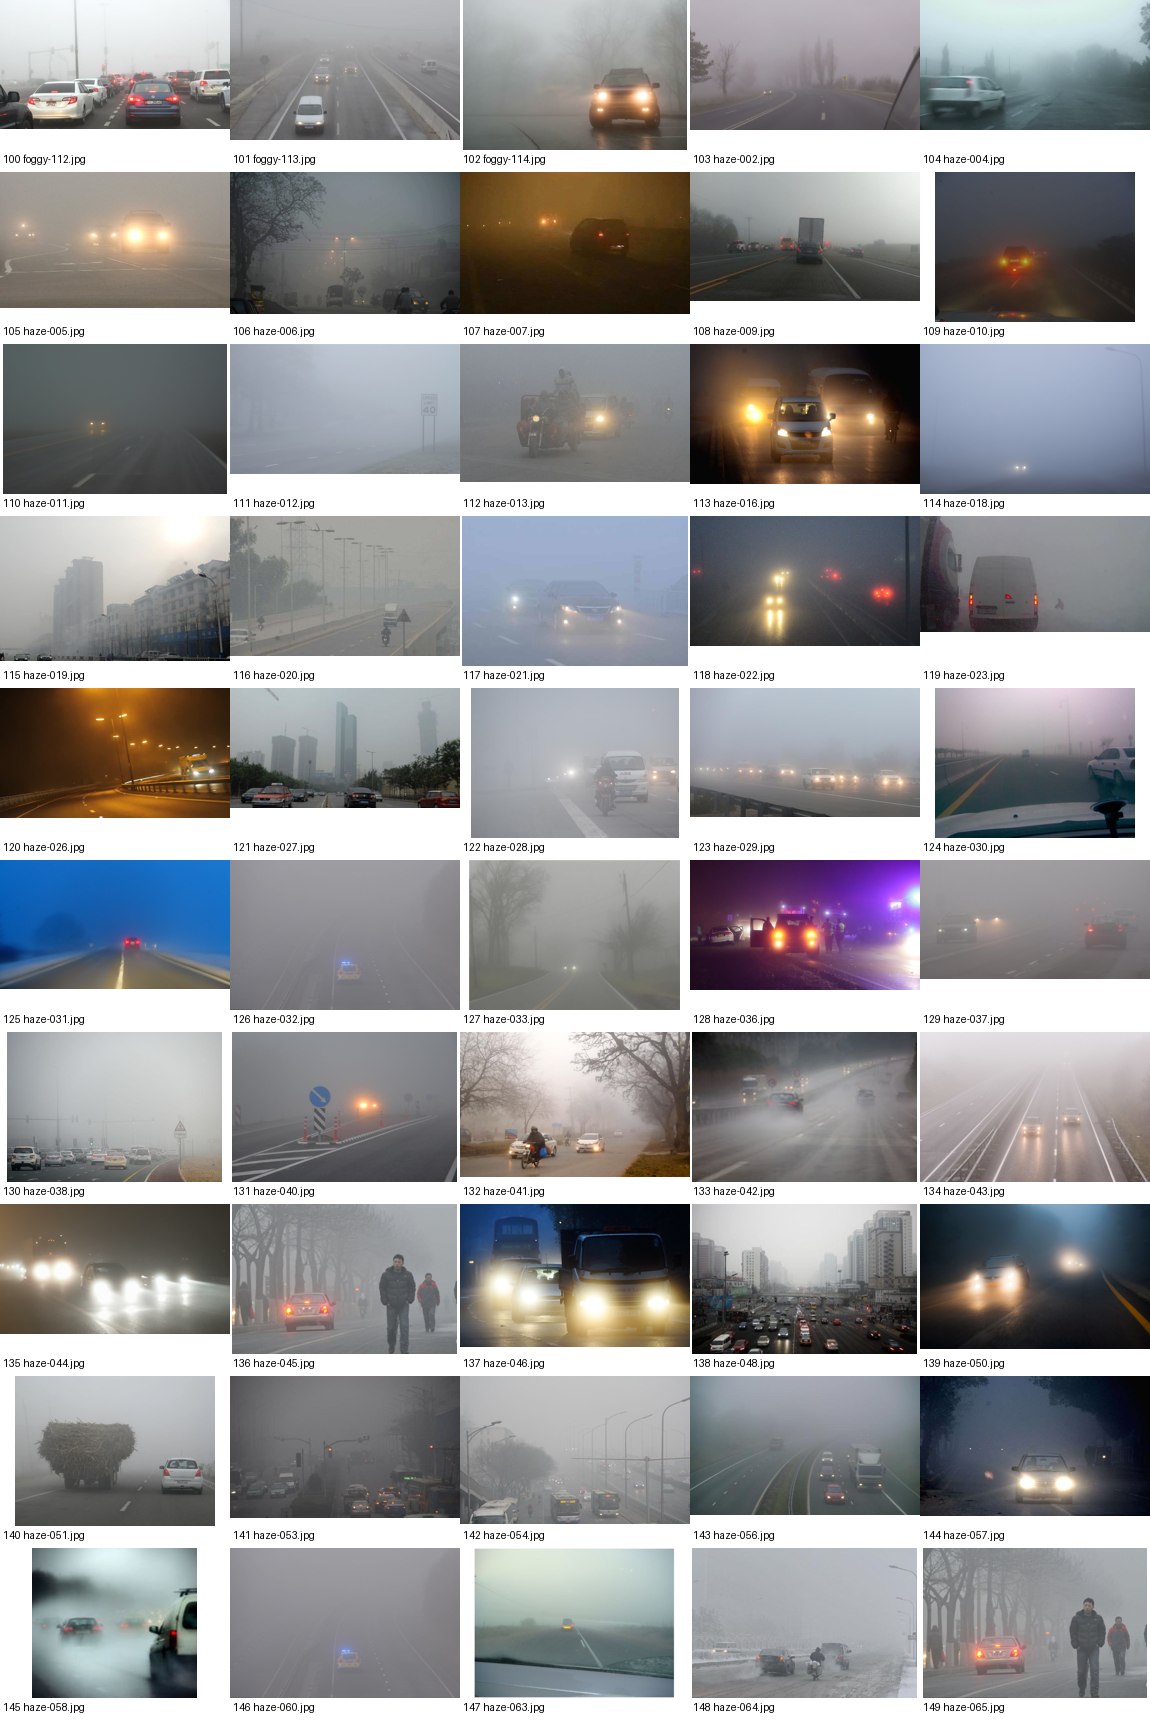 100 foggy-112.jpg
101 foggy-113.jpg
102 foggy-114.jpg
103 haze-002.jpg
104 haze-004.jpg
105 haze-005.jpg
106 haze-006.jpg
107 haze-007.jpg
108 haze-009.jpg
109 haze-010.jpg
40
110 haze-011.jpg
111 haze-012.jpg
112 haze-013.jpg
113 haze-016.jpg
114 haze-018.jpg
115 haze-019.jpg
116 haze-020.jpg
117 haze-021.jpg
118 haze-022.jpg
119 haze-023.jpg
120 haze-026.jpg
121 haze-027.jpg
122 haze-028.jpg
123 haze-029.jpg
124 haze-030.jpg
125 haze-031.jpg
126 haze-032.jpg
127 haze-033.jpg
128 haze-036.jpg
129 haze-037.jpg
130 haze-038.jpg
131 haze-040.jpg
132 haze-041.jpg
133 haze-042.jpg
134 haze-043.jpg
135 haze-044.jpg
136 haze-045.jpg
137 haze-046.jpg
138 haze-048.jpg
139 haze-050.jpg
140 haze-051.jpg
141 haze-053.jpg
142 haze-054.jpg
143 haze-056.jpg
144 haze-057.jpg
145 haze-058.jpg
146 haze-060.jpg
147 haze-063.jpg
148 haze-064.jpg
149 haze-065.jpg